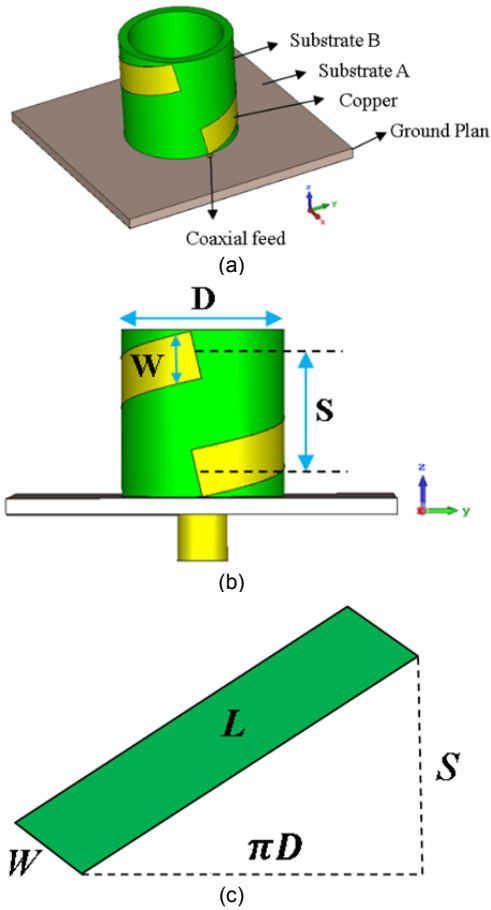 Substrate B
Substrate A
Copper
Ground Plan
z
y
x
Coaxial feed
(a)
D
W
S
z
x
y
(b)
L
S
W
πD
(c)